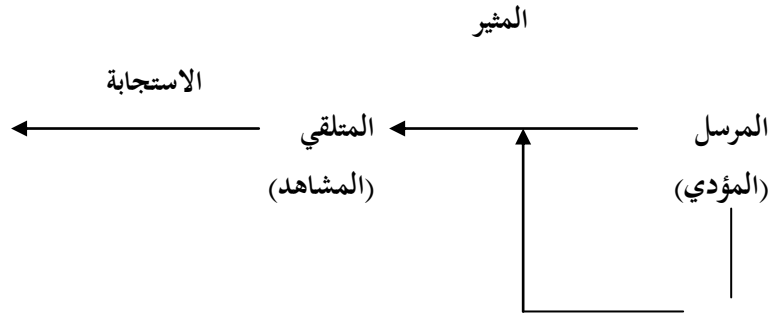 المثير
الاستجابة
المرسل المتلقي
(المؤدي) (المشاهد)